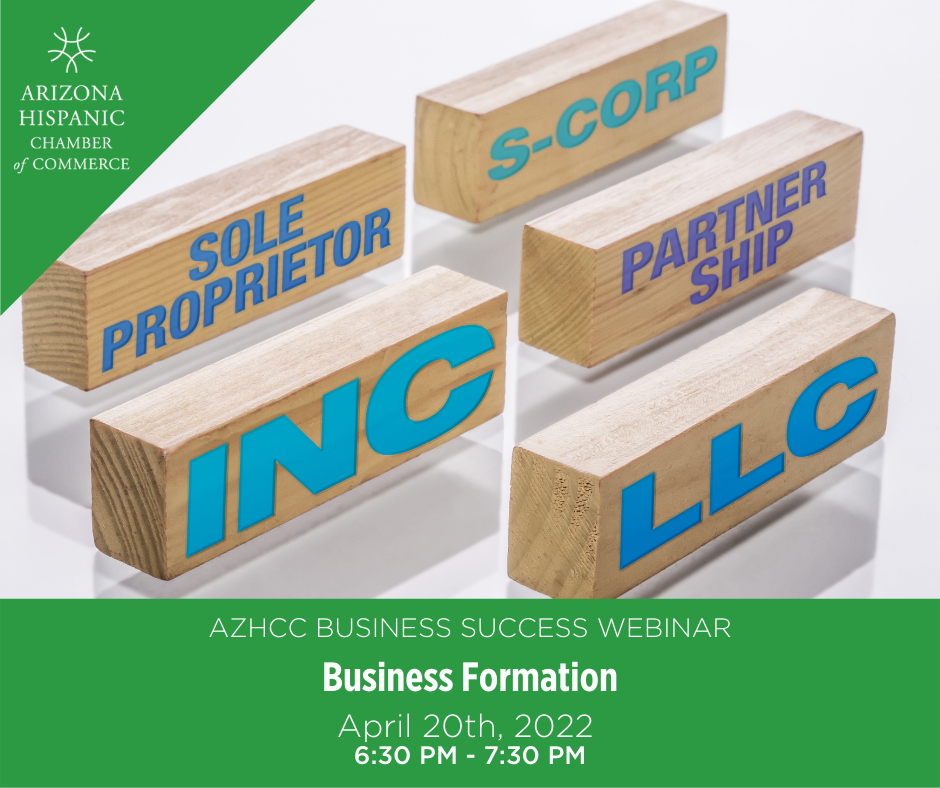 ARIZONA
HISPANIC
CHAMBER
of COMMERCE
S-CORP
SOLE
PROPRIETOR
PARTNER
SHIP
INC
LLC
AZHCC BUSINESS SUCCESS WEBINAR
Business Formation
April 20th, 2022
6:30 PM - 7:30 PM